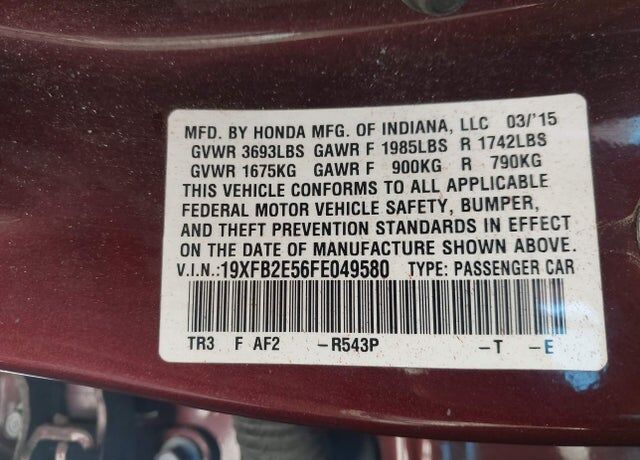 MFD. BY HONDA MFG. OF INDIANA, LLC 03/'15
GVWR 3693LBS GAWR F 1985LBS R 1742LBS
GVWR 1675KG GAWR F 900KG R 790KG
THIS VEHICLE CONFORMS TO ALL APPLICABLE
FEDERAL MOTOR VEHICLE SAFETY, BUMPER,
AND THEFT PREVENTION STANDARDS IN EFFECT
ON THE DATE OF MANUFACTURE SHOWN ABOVE.
V.I.N.:19XFB2E56FE049580 TYPE: PASSENGER CAR
TR3 F AF2 –R543P –T –E